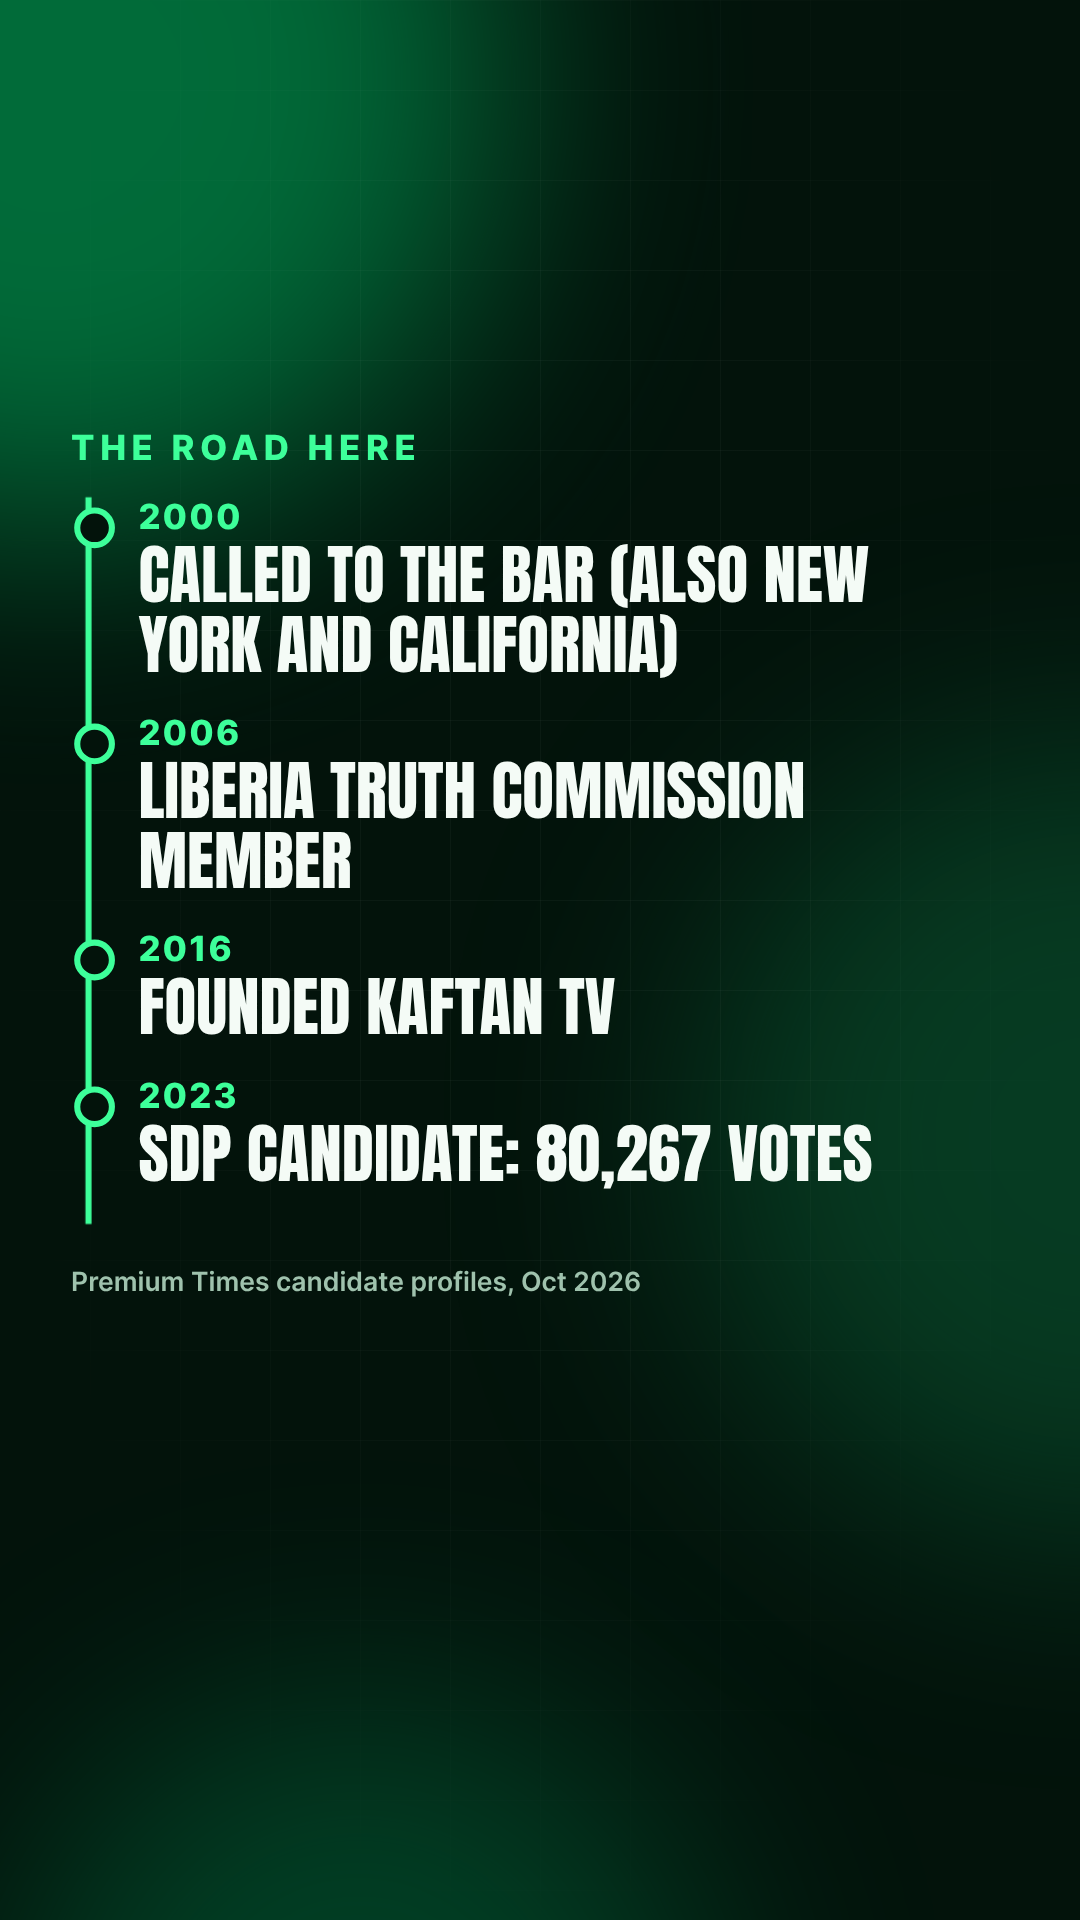 THE ROAD HERE
2000
CALLED TO THE BAR (ALSO NEW
YORK AND CALIFORNIA)
2006
LIBERIA TRUTH COMMISSION
MEMBER
2016
FOUNDED KAFTAN TV
2023
SDP CANDIDATE: 80,267 VOTES
Premium Times candidate profiles, Oct 2026